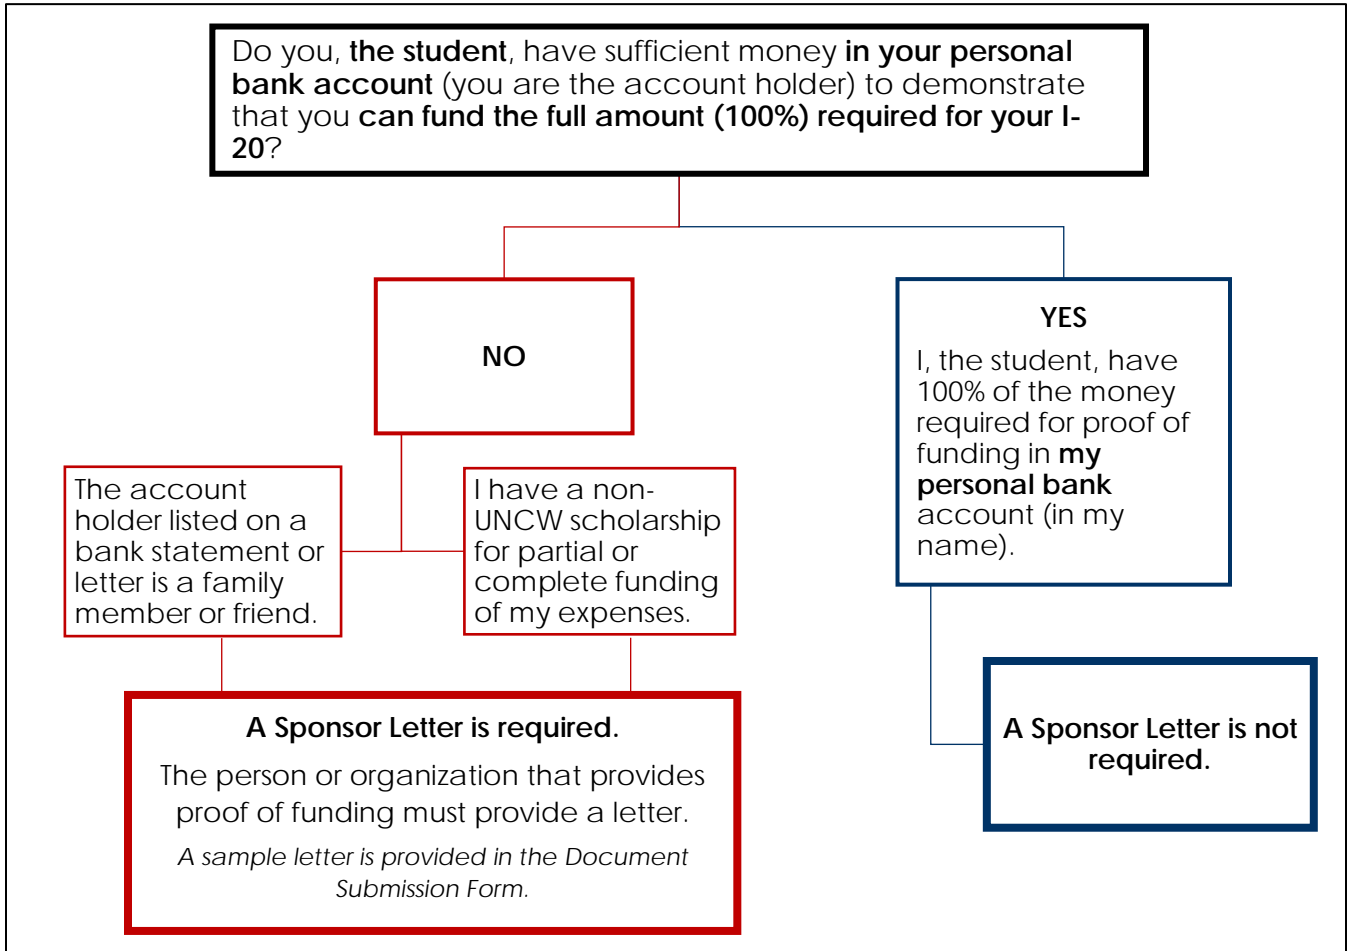 Do you, the student, have sufficient money in your personal
bank account (you are the account holder) to demonstrate
that you can fund the full amount (100%) required for your I-
20?
NO
YES
I, the student, have
100% of the money
required for proof of
funding in my
personal bank
account (in my
name).
The account
holder listed on a
bank statement or
letter is a family
member or friend.
I have a non-
UNCW scholarship
for partial or
complete funding
of my expenses.
A Sponsor Letter is required.
The person or organization that provides
proof of funding must provide a letter.
A sample letter is provided in the Document
Submission Form.
A Sponsor Letter is not
required.